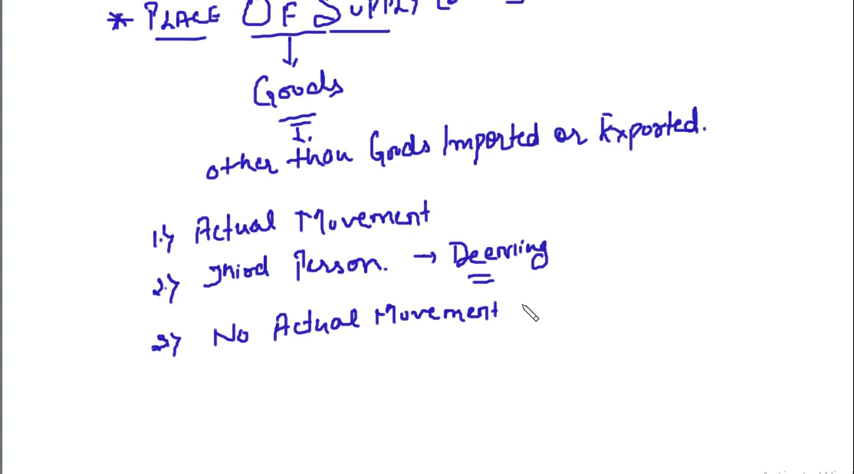 * PLACE OF SUPPLY
Goods
I.
other than Goods Imported or Exported.
1.> Actual Movement
2.> Third Person. → Deeming
3> No Actual Movement